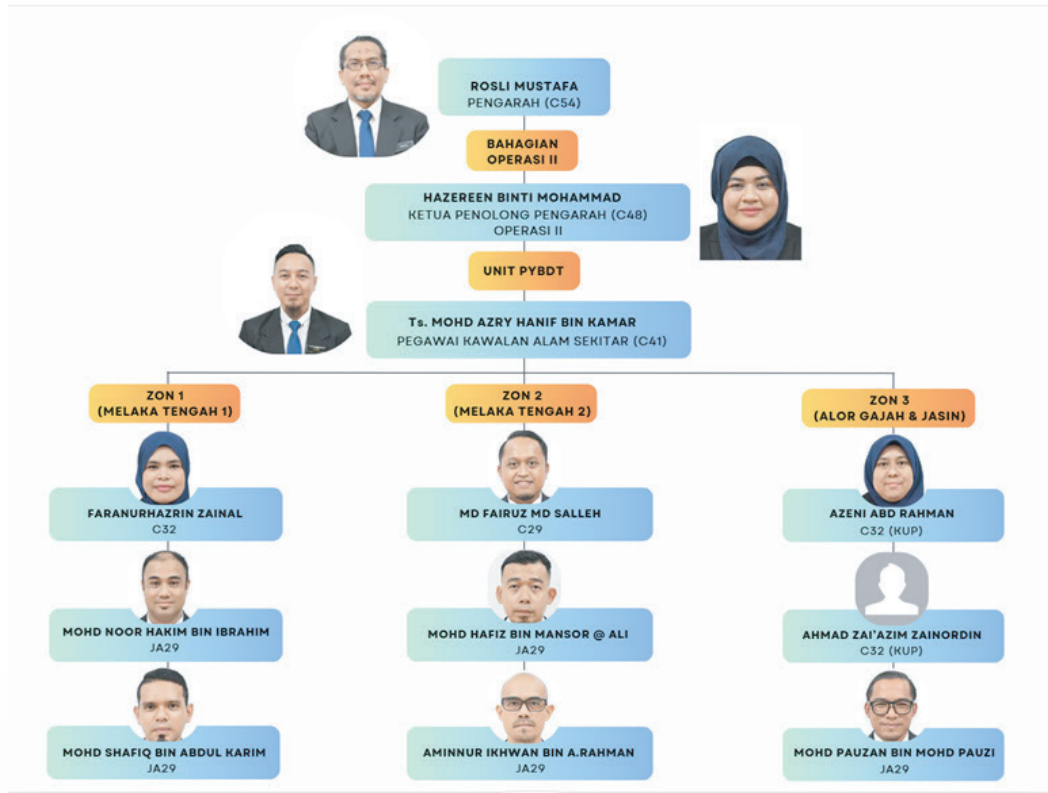 ROSLI MUSTAFA
PENGARAH (C54)
BAHAGIAN
OPERASI II
HAZEREEN BINTI MOHAMMAD
KETUA PENOLONG PENGARAH (C48)
OPERASI II
UNIT PYBDT
Ts. MOHD AZRY HANIF BIN KAMAR
PEGAWAI KAWALAN ALAM SEKITAR (C41)
ZON 1
(MELAKA TENGAH 1)
FARANURHAZRIN ZAINAL
C32
MOHD NOOR HAKIM BIN IBRAHIM
JA29
MOHD SHAFIQ BIN ABDUL KARIM
JA29
ZON 2
(MELAKA TENGAH 2)
MD FAIRUZ MD SALLEH
C29
MOHD HAFIZ BIN MANSOR @ ALI
JA29
AMINNUR IKHWAN BIN A.RAHMAN
JA29
ZON 3
(ALOR GAJAH & JASIN)
AZENI ABD RAHMAN
C32 (KUP)
AHMAD ZAI'AZIM ZAINORDIN
C32 (KUP)
MOHD PAUZAN BIN MOHD PAUZI
JA29